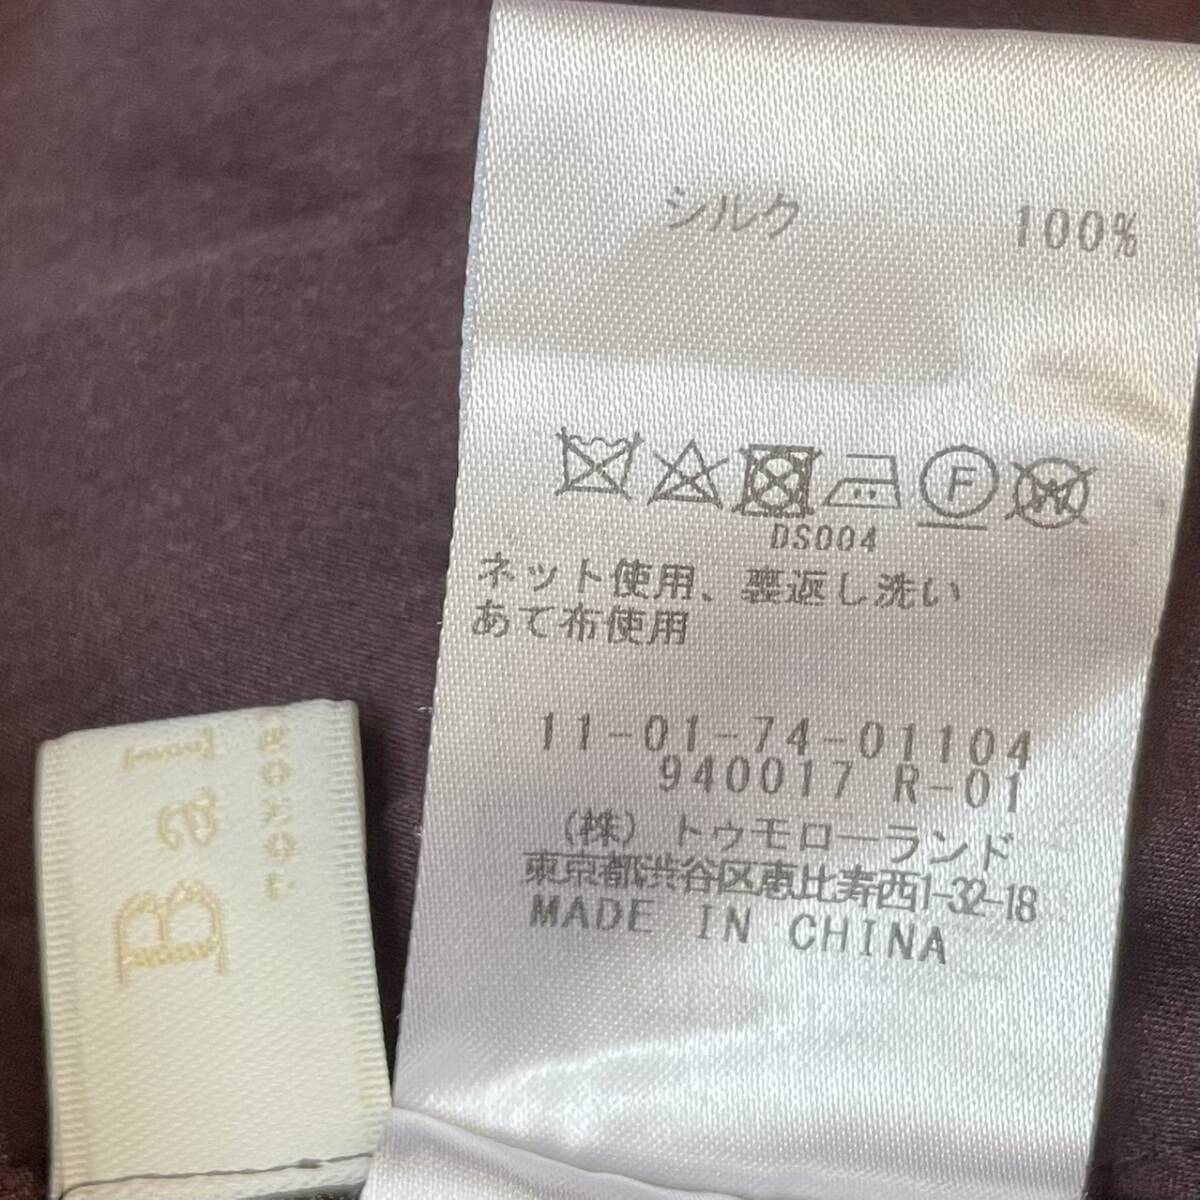 シルク 100%
F
W
DS004
ネット使用、裏返し洗い
あて布使用
11-01-74-01104
940017 R-01
(株)トゥモローランド
東京都渋谷区恵比寿西1-32-18
MADE IN CHINA
Bal